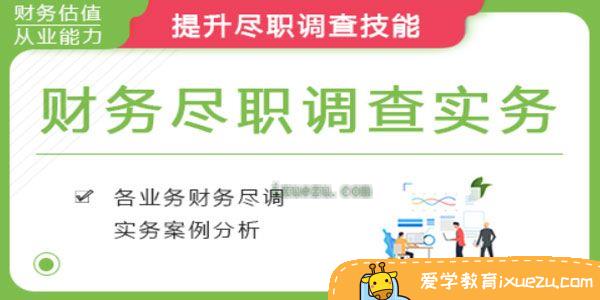 财务估值
从业能力
提升尽职调查技能
财务尽职调查实务
各业务财务尽调
实务案例分析
ixuezu.com
爱学教育ixuezu.com